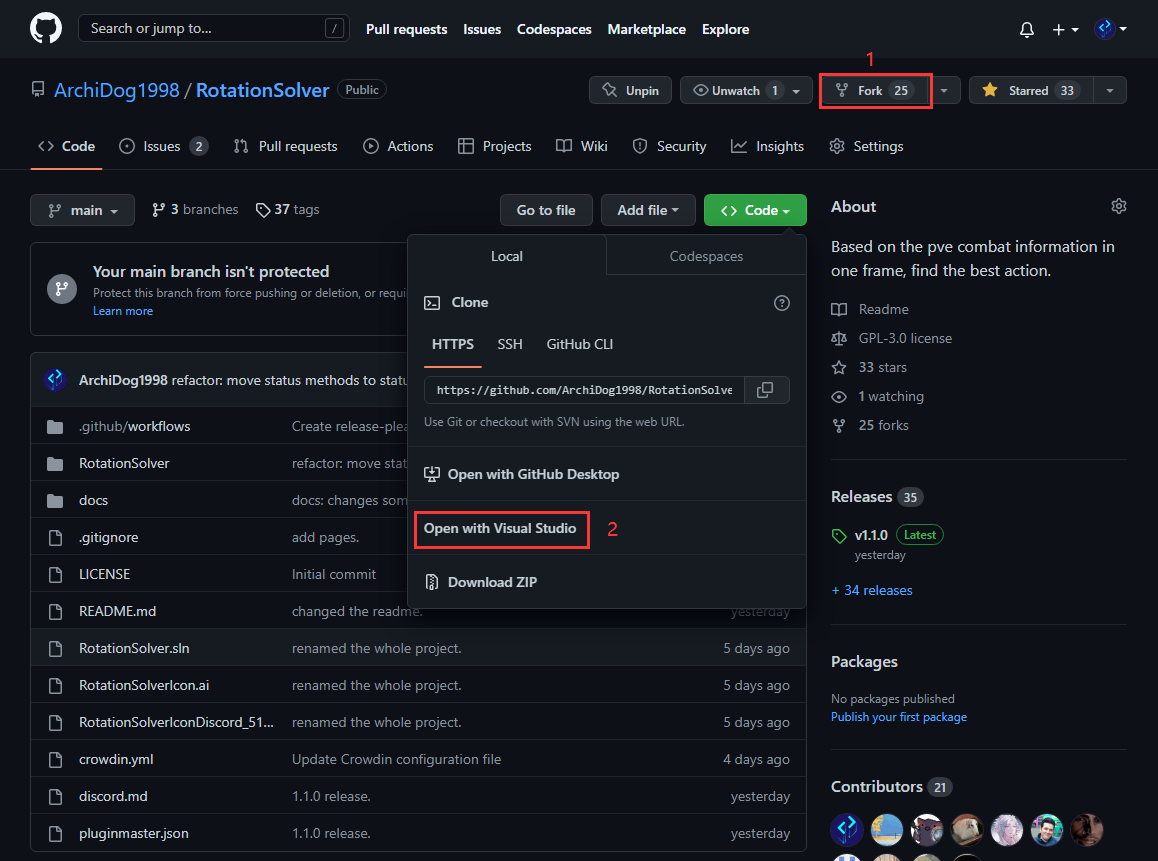 Search or jump to... /
Pull requests Issues Codespaces Marketplace Explore
1
ArchiDog1998 / RotationSolver Public
Unpin
Unwatch 1
Fork 25
Starred 33
Code
Issues 2
Pull requests
Actions
Projects
Wiki
Security
Insights
Settings
main
3 branches
37 tags
Go to file
Add file
Code
Your main branch isn't protected
Protect this branch from force pushing or deletion, or requi
Learn more
ArchiDog1998 refactor: move status methods to statu
.github/workflows Create release-plea
RotationSolver refactor: move stat
docs docs: changes som
.gitignore add pages.
LICENSE Initial commit
README.md changed the readme. yesterday
RotationSolver.sln renamed the whole project. 5 days ago
RotationSolverIcon.ai renamed the whole project. 5 days ago
RotationSolverIconDiscord_51... renamed the whole project. 5 days ago
crowdin.yml Update Crowdin configuration file 4 days ago
discord.md 1.1.0 release. yesterday
pluginmaster.json 1.1.0 release. yesterday
Local Codespaces
Clone
HTTPS SSH GitHub CLI
https://github.com/ArchiDog1998/RotationSolve
Use Git or checkout with SVN using the web URL.
Open with GitHub Desktop
Open with Visual Studio
2
Download ZIP
About
Based on the pve combat information in
one frame, find the best action.
Readme
GPL-3.0 license
33 stars
1 watching
25 forks
Releases 35
v1.1.0 Latest
yesterday
+ 34 releases
Packages
No packages published
Publish your first package
Contributors 21